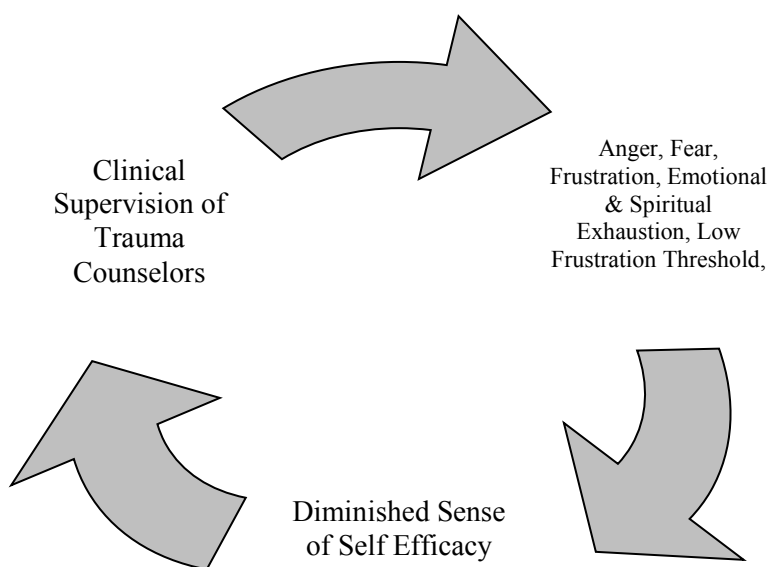 Clinical
Supervision of
Trauma
Counselors
Anger, Fear,
Frustration, Emotional
& Spiritual
Exhaustion, Low
Frustration Threshold,
Diminished Sense
of Self Efficacy